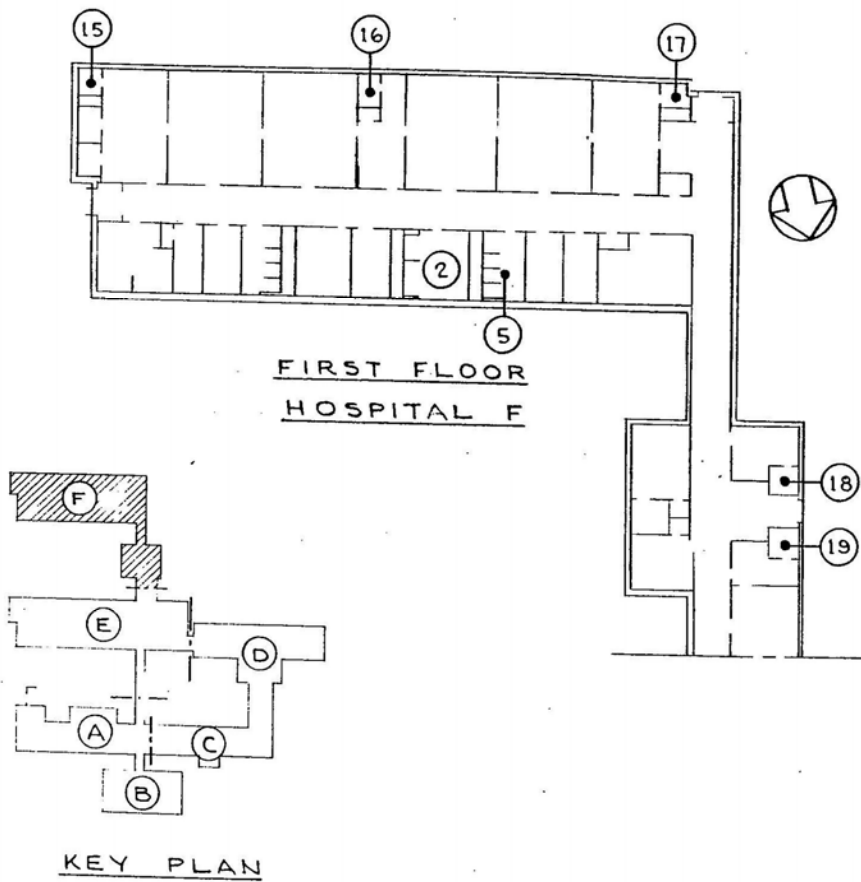 15
16
17
2
5
FIRST FLOOR
HOSPITAL F
18
19
F
E
D
A
C
B
KEY PLAN